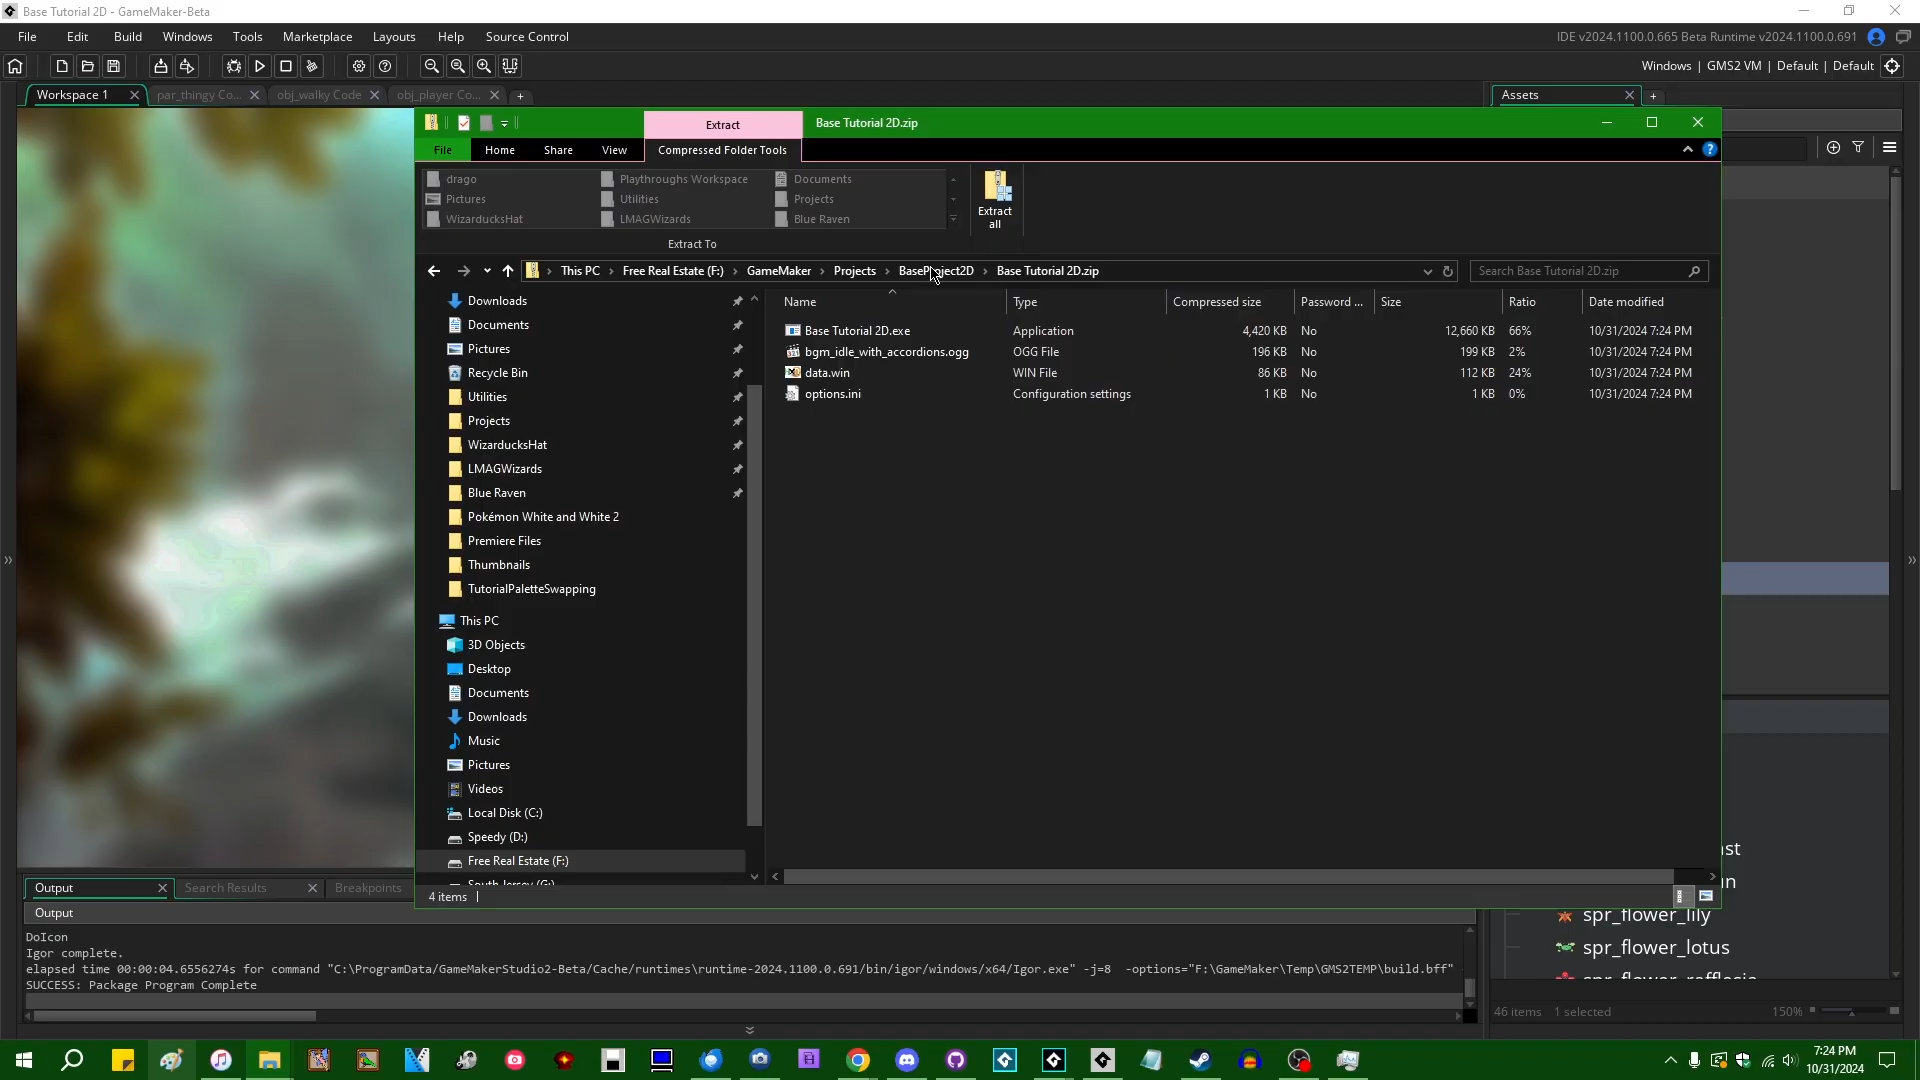 Base Tutorial 2D - GameMaker-Beta
File Edit Build Windows Tools Marketplace Layouts Help Source Control
IDE v2024.1100.0.665 Beta Runtime v2024.1100.0.691
Windows | GMS2 VM | Default | Default
Workspace 1
par_thingy Co...
obj_walky Code
obj_player Co...
Assets
Extract
Base Tutorial 2D.zip
File Home Share View Compressed Folder Tools
drago
Playthroughs Workspace
Documents
Pictures
Utilities
Projects
WizarducksHat
LMAGWizards
Blue Raven
Extract To
Extract
all
This PC > Free Real Estate (F:) > GameMaker > Projects > BaseProject2D > Base Tutorial 2D.zip
Search Base Tutorial 2D.zip
Name Type Compressed size Password ... Size Ratio Date modified
Base Tutorial 2D.exe Application 4,420 KB No 12,660 KB 66% 10/31/2024 7:24 PM
bgm_idle_with_accordions.ogg OGG File 196 KB No 199 KB 2% 10/31/2024 7:24 PM
data.win WIN File 86 KB No 112 KB 24% 10/31/2024 7:24 PM
options.ini Configuration settings 1 KB No 1 KB 0% 10/31/2024 7:24 PM
Downloads
Documents
Pictures
Recycle Bin
Utilities
Projects
WizarducksHat
LMAGWizards
Blue Raven
Pokémon White and White 2
Premiere Files
Thumbnails
TutorialPaletteSwapping
This PC
3D Objects
Desktop
Documents
Downloads
Music
Pictures
Videos
Local Disk (C:)
Speedy (D:)
Free Real Estate (F:)
South Jersey (G:)
4 items
Output
Search Results
Breakpoints
Output
DoIcon
Igor complete.
elapsed time 00:00:04.6556274s for command "C:\ProgramData/GameMakerStudio2-Beta/Cache/runtimes\runtime-2024.1100.0.691/bin/igor/windows/x64/Igor.exe" -j=8 -options="F:\GameMaker\Temp\GMS2TEMP\build.bff"
SUCCESS: Package Program Complete
st
n
spr_flower_lily
spr_flower_lotus
spr_flower_rafflesia
46 items 1 selected
150%
7:24 PM
10/31/2024